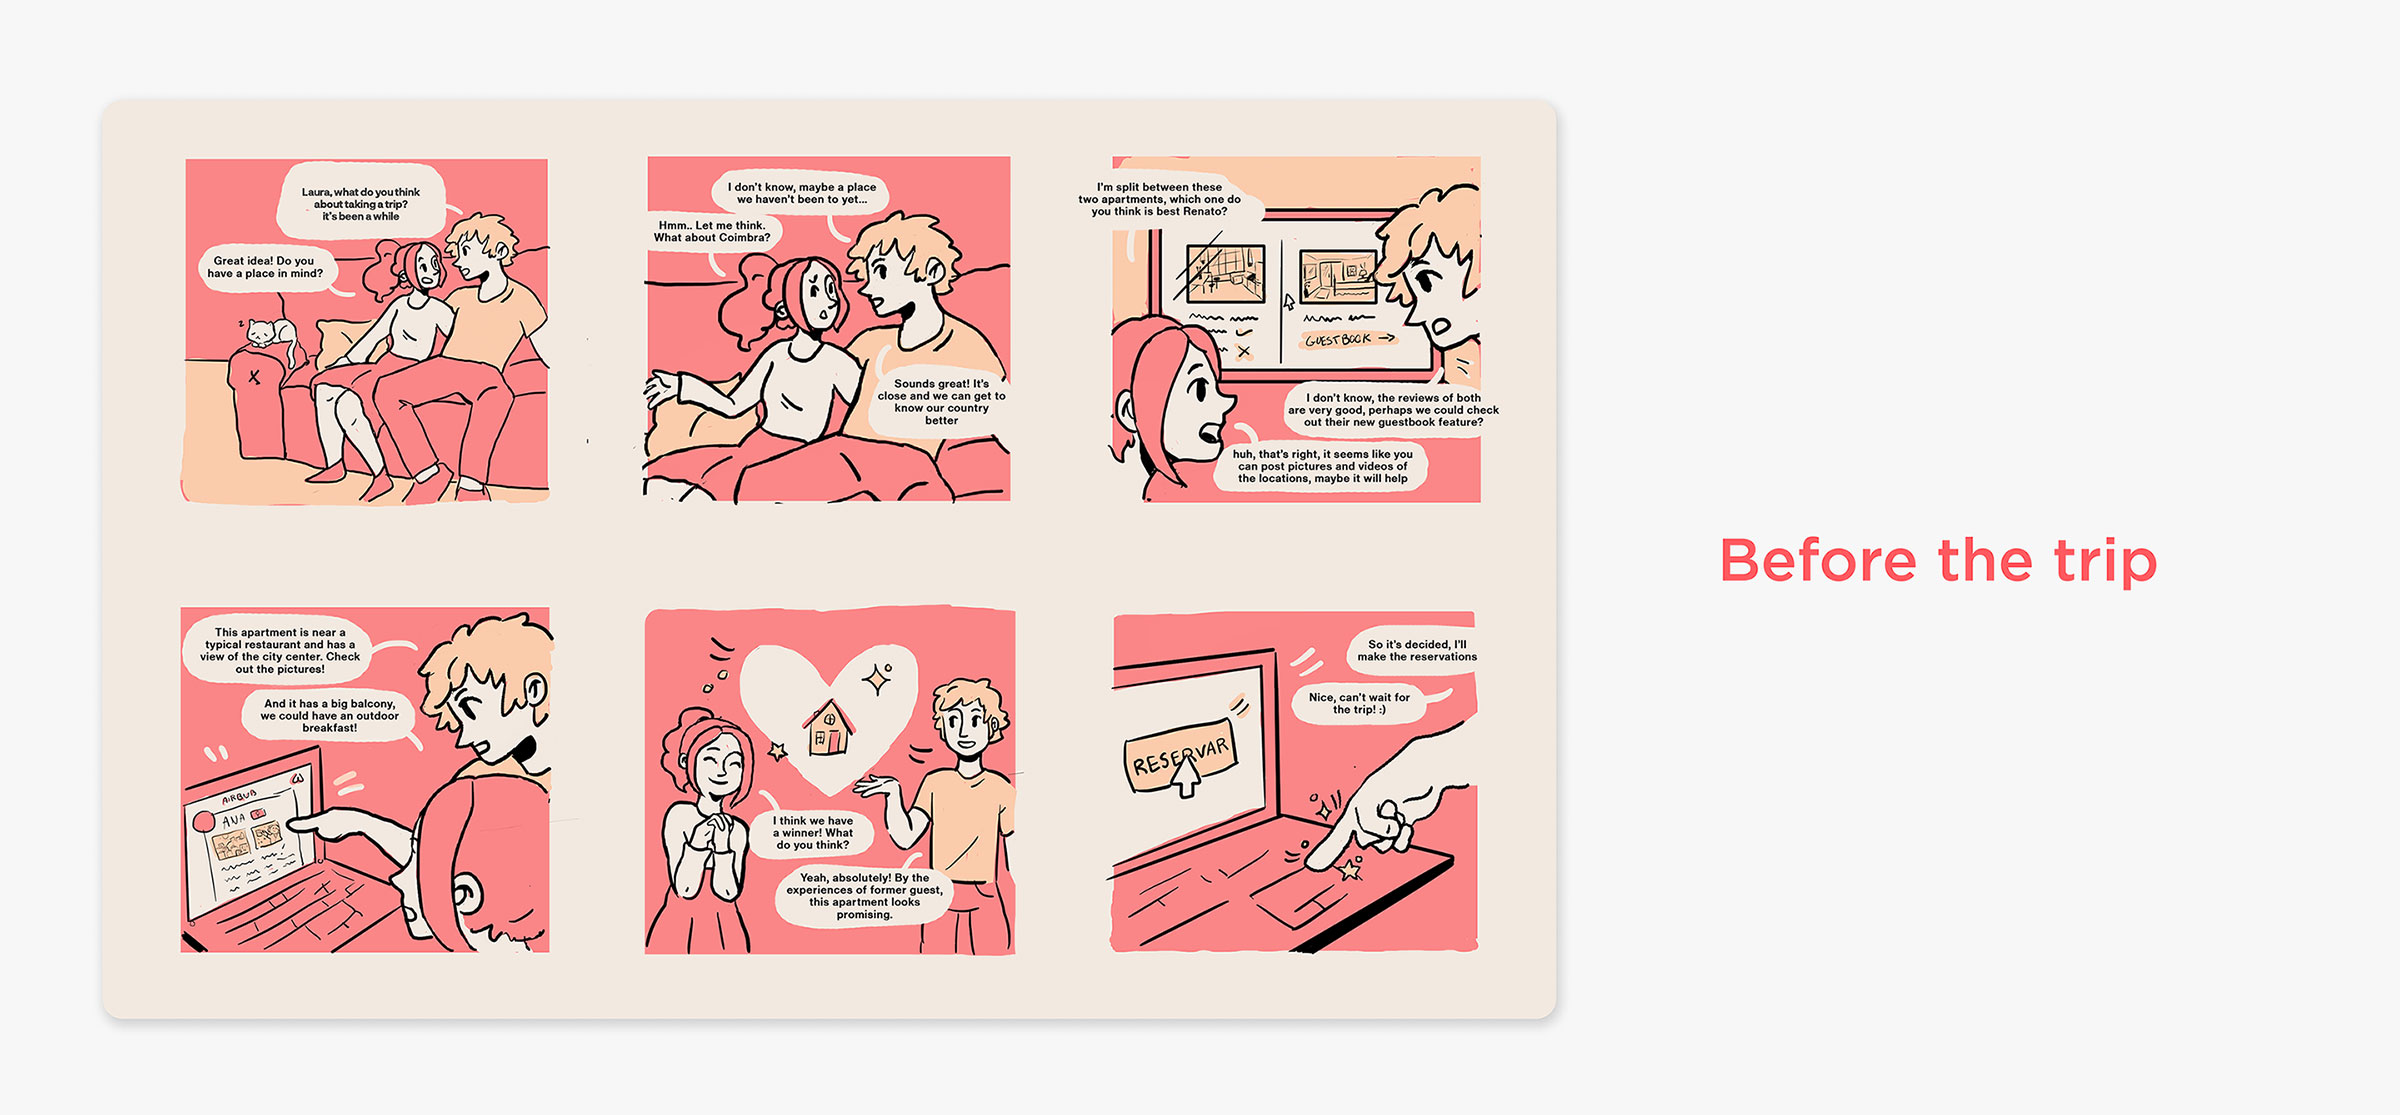 Laura, what do you think
about taking a trip?
it's been a while
Great idea! Do you
have a place in mind?
I don't know, maybe a place
we haven't been to yet...
Hmm.. Let me think.
What about Coimbra?
Sounds great! It's
close and we can get to
know our country
better
I'm split between these
two apartments, which one do
you think is best Renato?
GUESTBOOK →
I don't know, the reviews of both
are very good, perhaps we could check
out their new guestbook feature?
huh, that's right, it seems like you
can post pictures and videos of
the locations, maybe it will help
Before the trip
This apartment is near a
typical restaurant and has a
view of the city center. Check
out the pictures!
And it has a big balcony,
we could have an outdoor
breakfast!
AIRBUB
ANA
z
I think we have
a winner! What
do you think?
Yeah, absolutely! By the
experiences of former guest,
this apartment looks
promising.
So it's decided, I'll
make the reservations
Nice, can't wait for
the trip! :)
RESERVAR